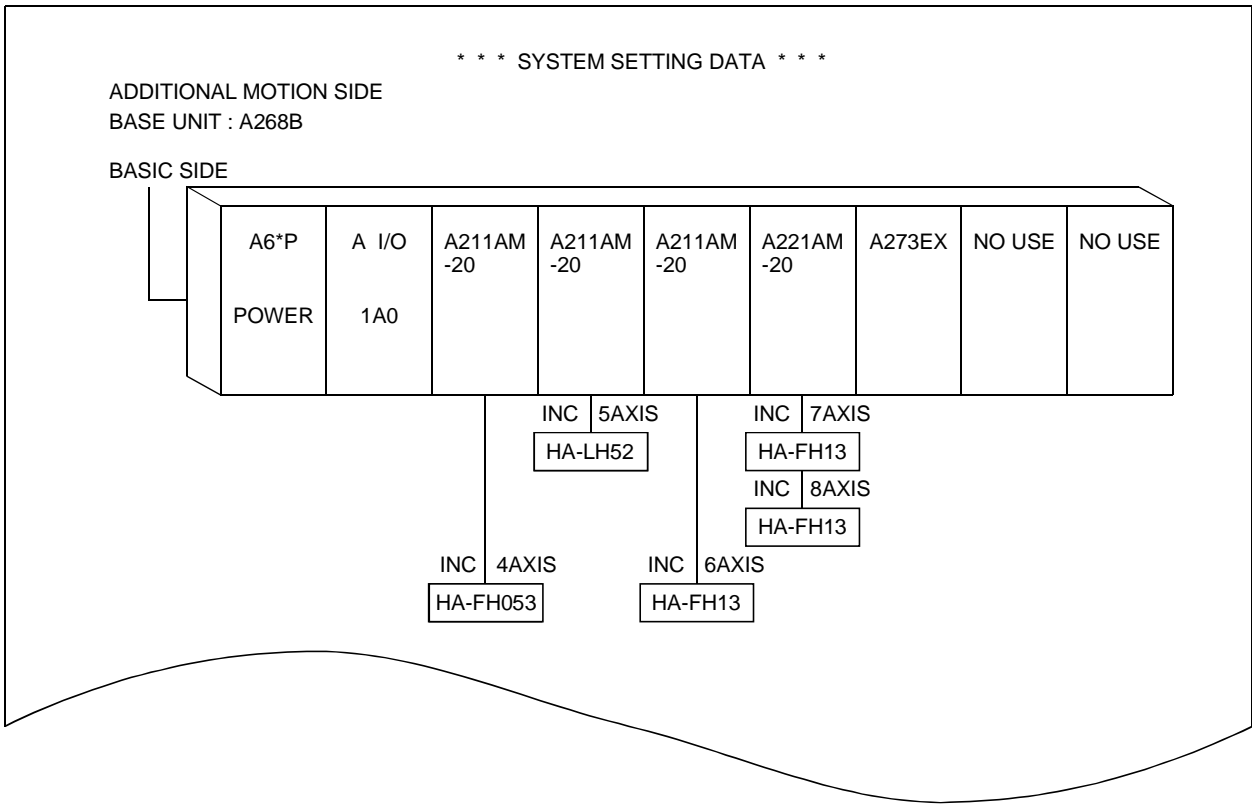 * * * SYSTEM SETTING DATA * * *
ADDITIONAL MOTION SIDE
BASE UNIT : A268B
BASIC SIDE
A6*P A I/O A211AM A211AM A211AM A221AM A273EX NO USE NO USE
-20 -20 -20 -20
POWER 1A0
INC 5AXIS INC 7AXIS
HA-LH52 HA-FH13
INC 8AXIS
HA-FH13
INC 4AXIS INC 6AXIS
HA-FH053 HA-FH13